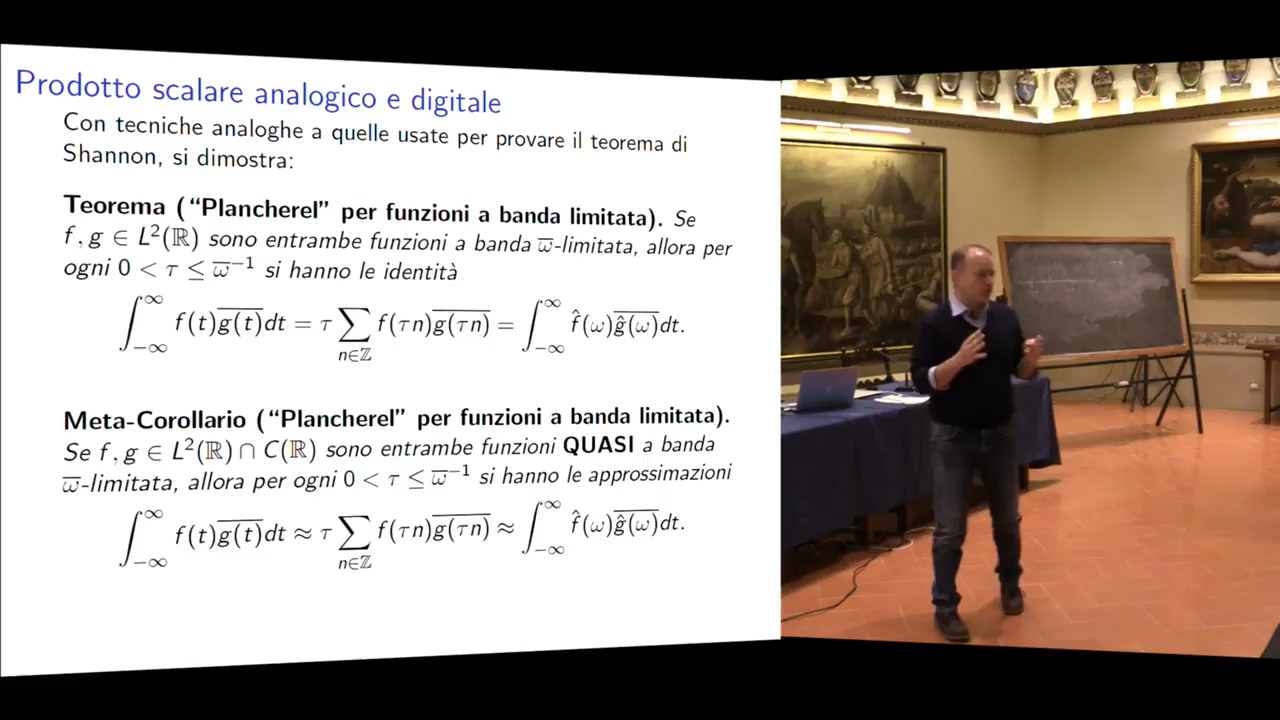 Prodotto scalare analogico e digitale
Con tecniche analoghe a quelle usate per provare il teorema di
Shannon, si dimostra:
Teorema (“Plancherel” per funzioni a banda limitata). Se
f, g ∈ L²(ℝ) sono entrambe funzioni a banda ω̅-limitata, allora per
ogni 0 < τ ≤ ω̅⁻¹ si hanno le identità
∫_{−∞}^{∞} f(t)\overline{g(t)}dt = τ ∑_{n∈ℤ} f(τn)\overline{g(τn)} = ∫_{−∞}^{∞} f̂(ω)\overline{ĝ(ω)}dt.
Meta-Corollario (“Plancherel” per funzioni a banda limitata).
Se f, g ∈ L²(ℝ) ∩ C(ℝ) sono entrambe funzioni QUASI a banda
ω̅-limitata, allora per ogni 0 < τ ≤ ω̅⁻¹ si hanno le approssimazioni
∫_{−∞}^{∞} f(t)\overline{g(t)}dt ≈ τ ∑_{n∈ℤ} f(τn)\overline{g(τn)} ≈ ∫_{−∞}^{∞} f̂(ω)\overline{ĝ(ω)}dt.